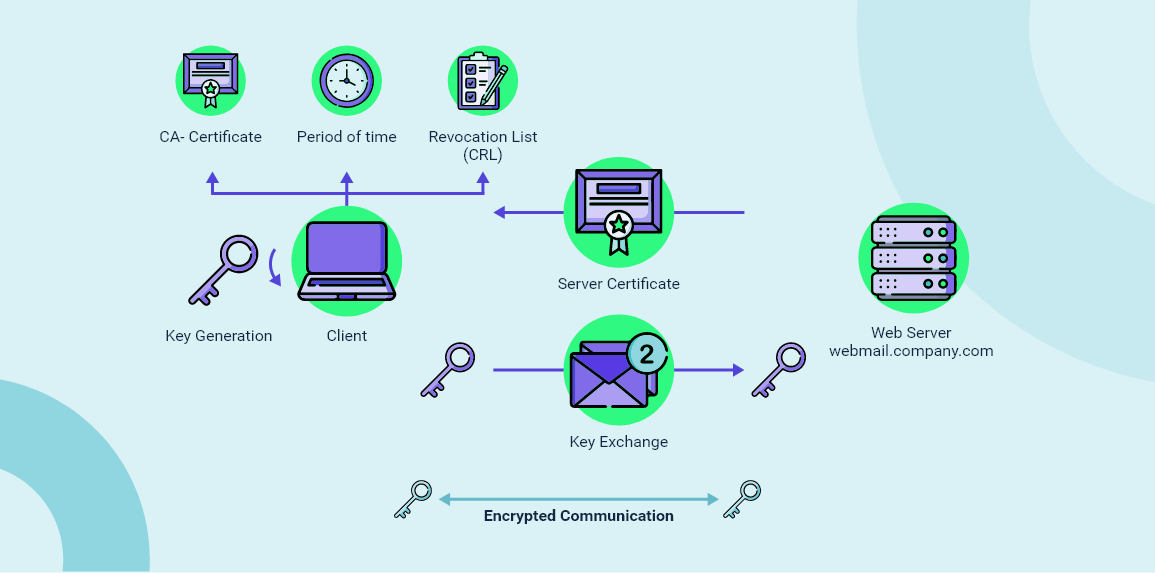 CA- Certificate
Period of time
Revocation List
(CRL)
Server Certificate
Key Generation
Client
Web Server
webmail.company.com
2
Key Exchange
Encrypted Communication